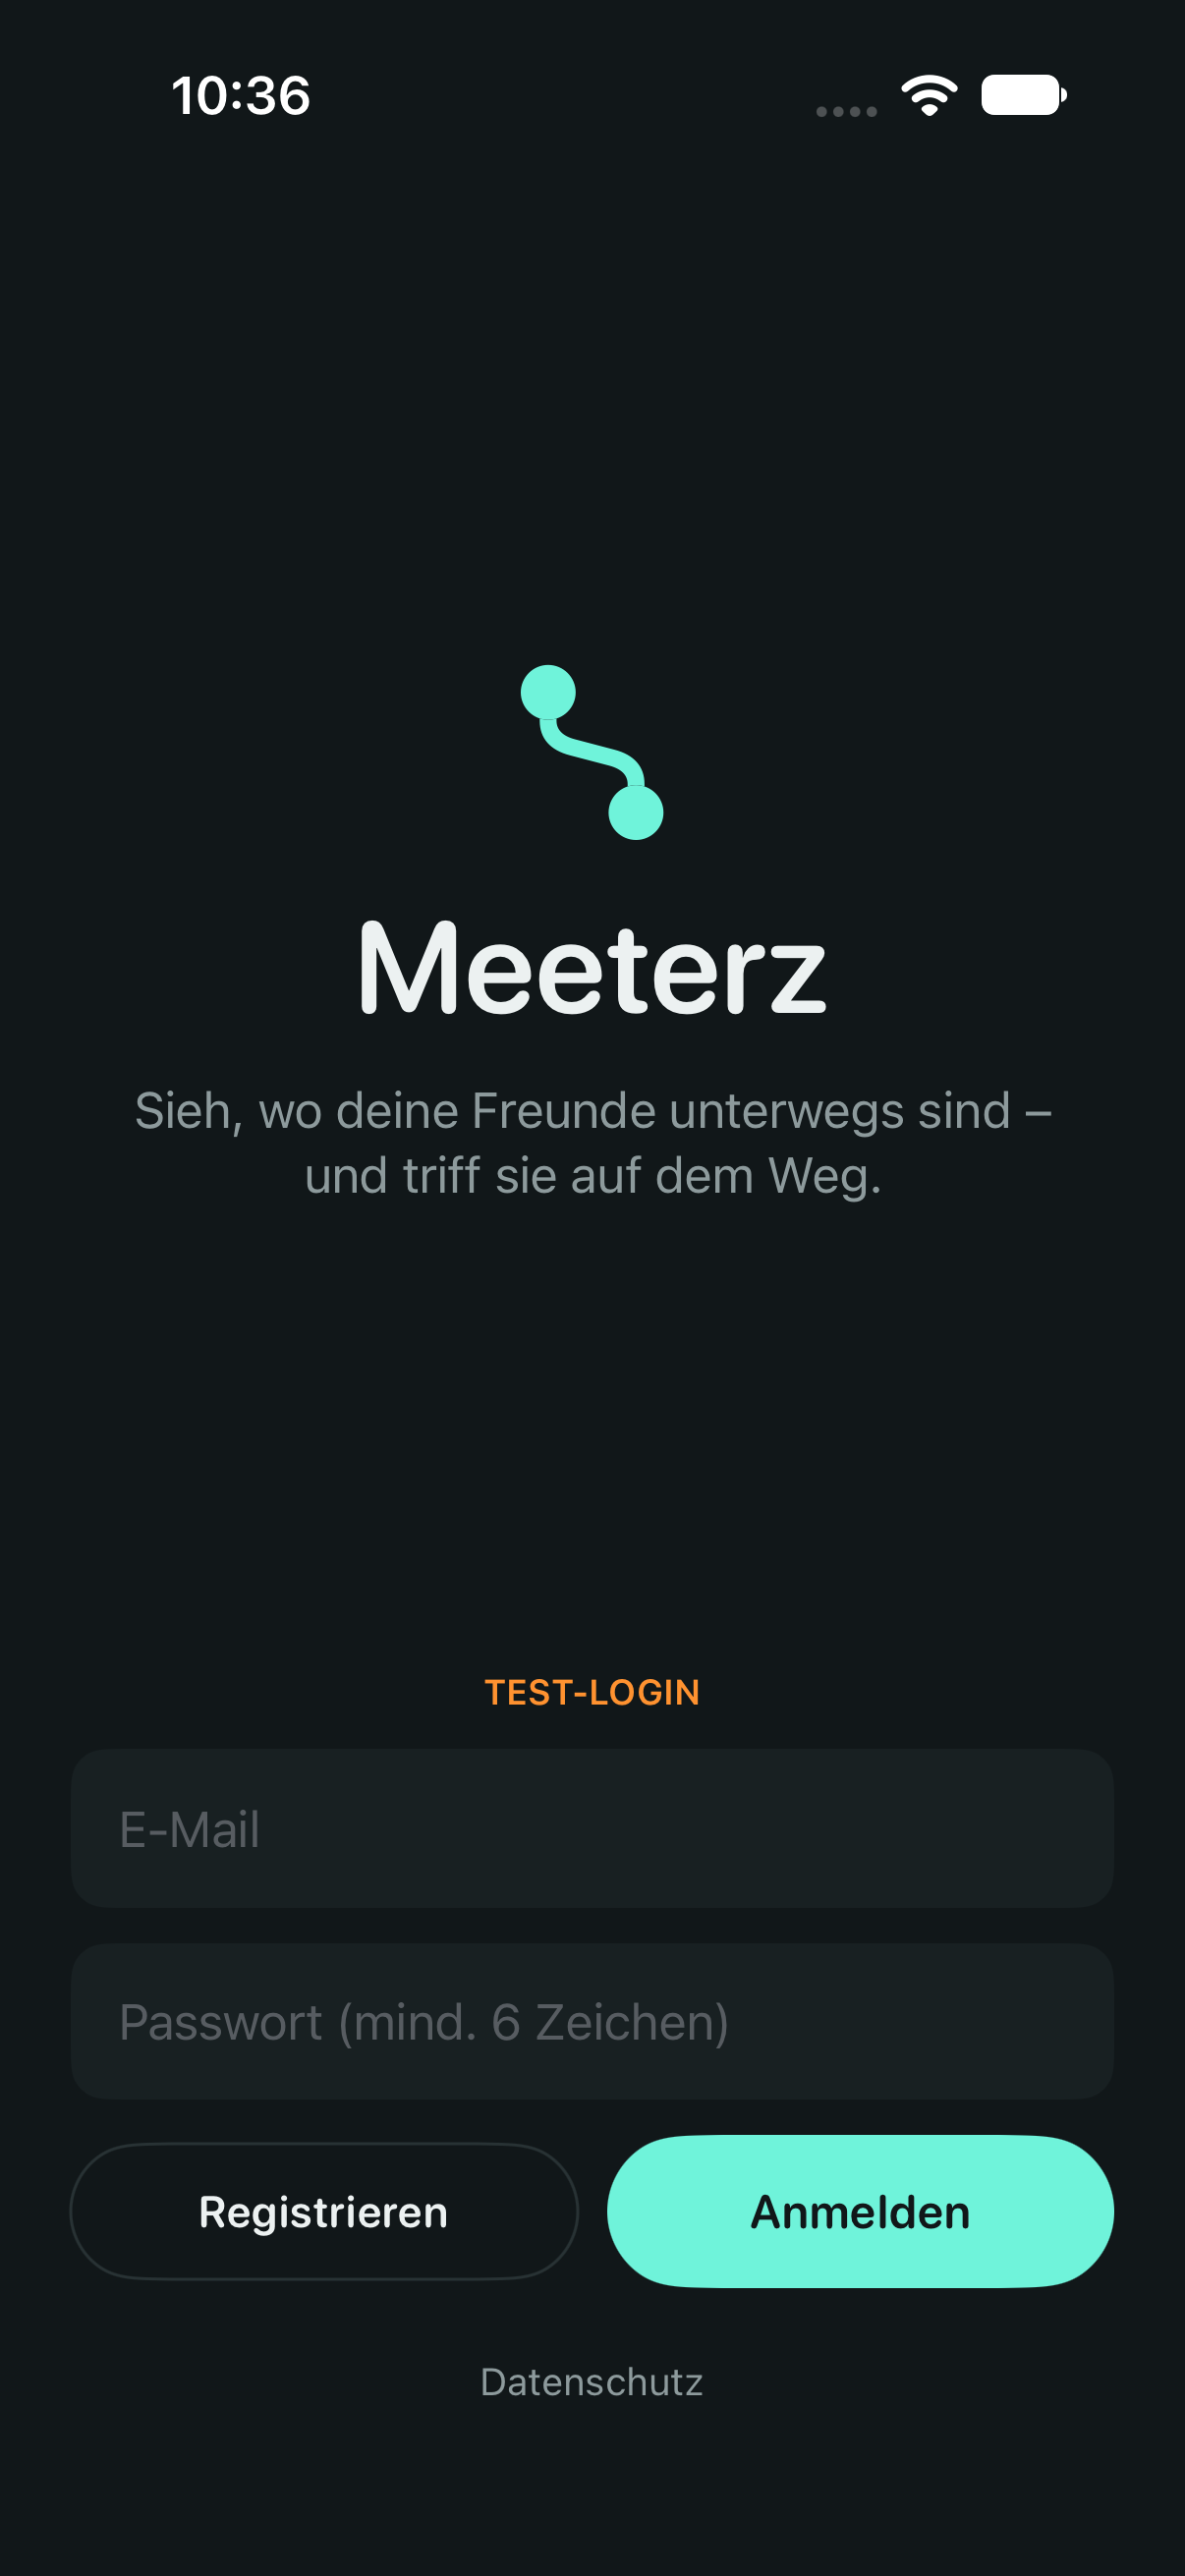 10:36
Meeterz
Sieh, wo deine Freunde unterwegs sind –
und triff sie auf dem Weg.
TEST-LOGIN
E-Mail
Passwort (mind. 6 Zeichen)
Registrieren
Anmelden
Datenschutz